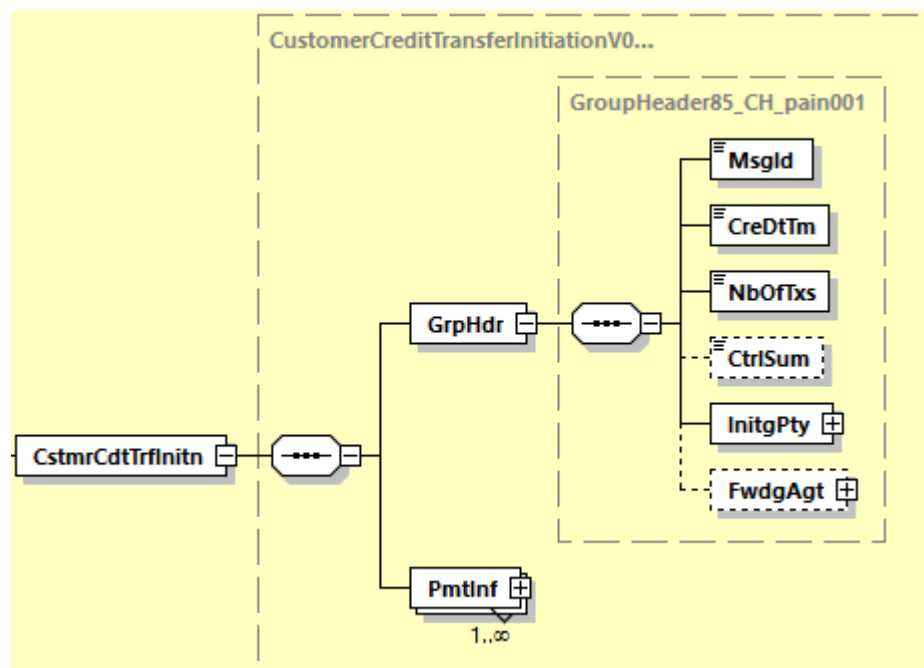 CustomerCreditTransferInitiationV0...
GroupHeader85_CH_pain001
MsgId
CreDtTm
NbOfTxs
GrpHdr
CtrlSum
InitgPty
CstmrCdtTrfInitn
FwdgAgt
PmtInf
1..∞